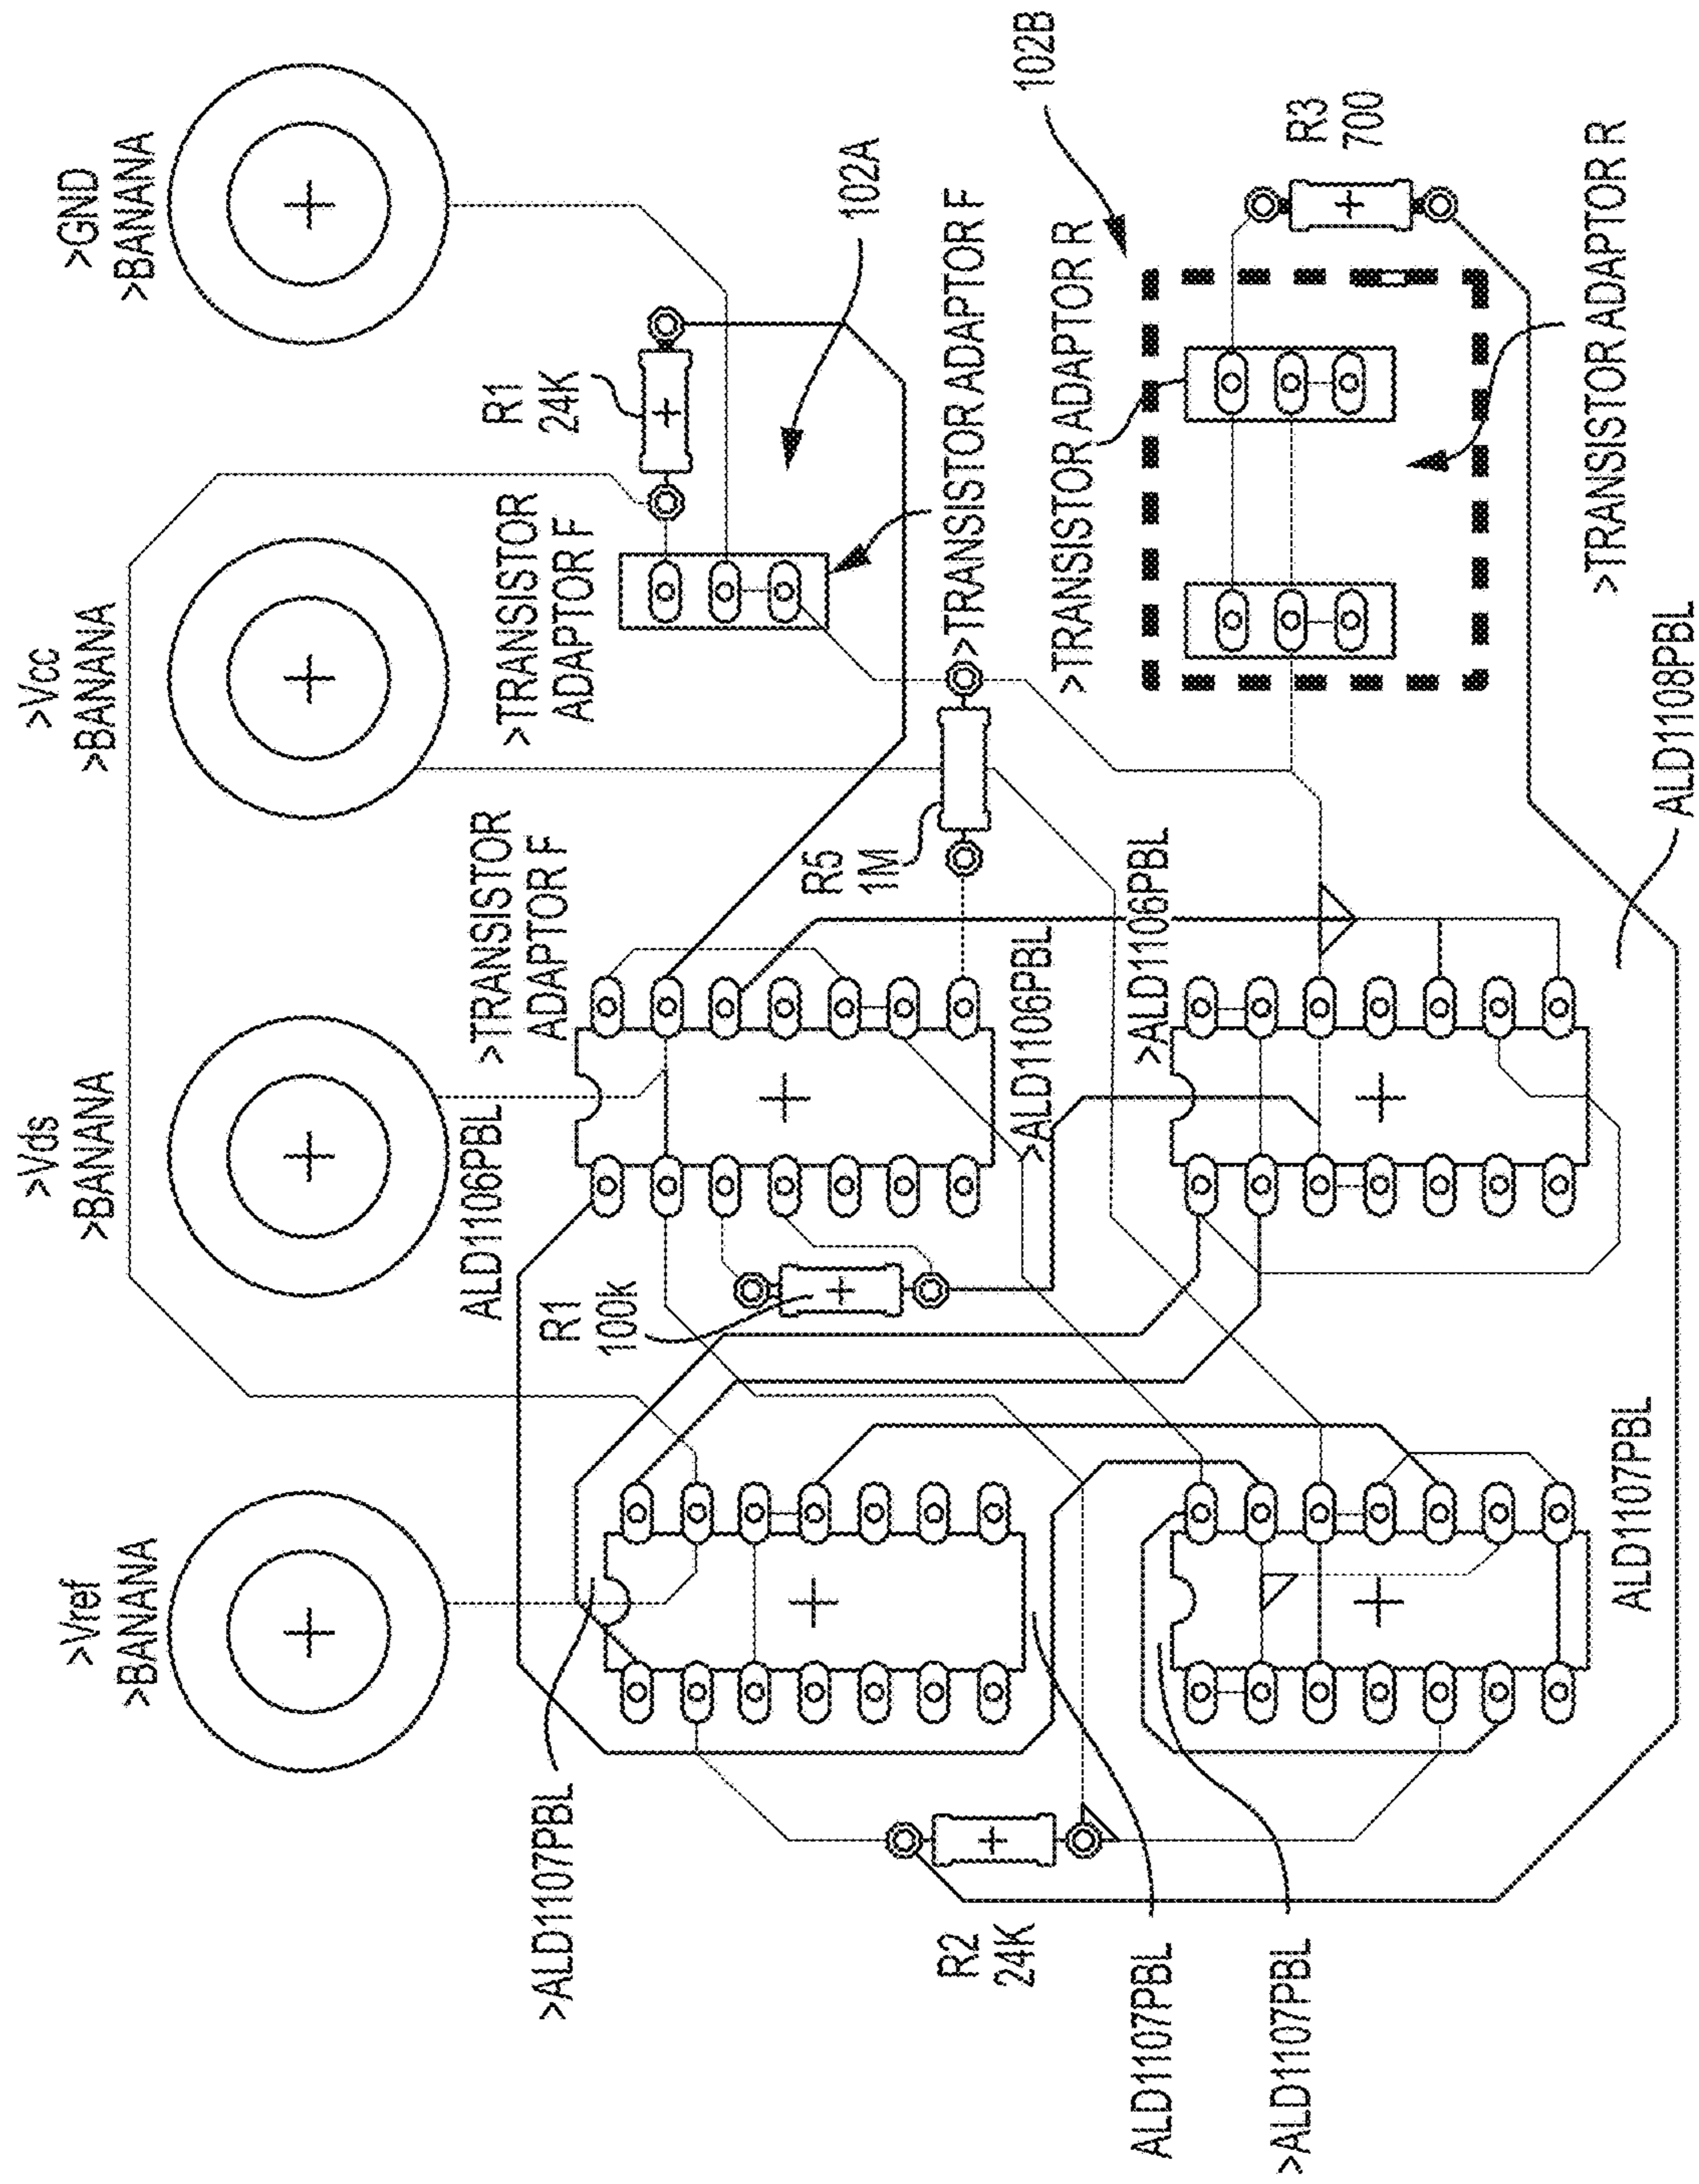 >Vref
>BANANA
>Vds
>BANANA
>Vcc
>BANANA
>GND
>BANANA
ALD1106PBL
>TRANSISTOR
ADAPTOR F
>TRANSISTOR
ADAPTOR F
R1
24K
102A
>ALD1107PBL
R1
100k
R5
1M
>TRANSISTOR ADAPTOR F
R2
24K
>ALD1106PBL
>TRANSISTOR ADAPTOR R
102B
ALD1107PBL
>ALD1106PBL
>ALD1107PBL
R3
700
ALD1107PBL
>TRANSISTOR ADAPTOR R
ALD1108PBL